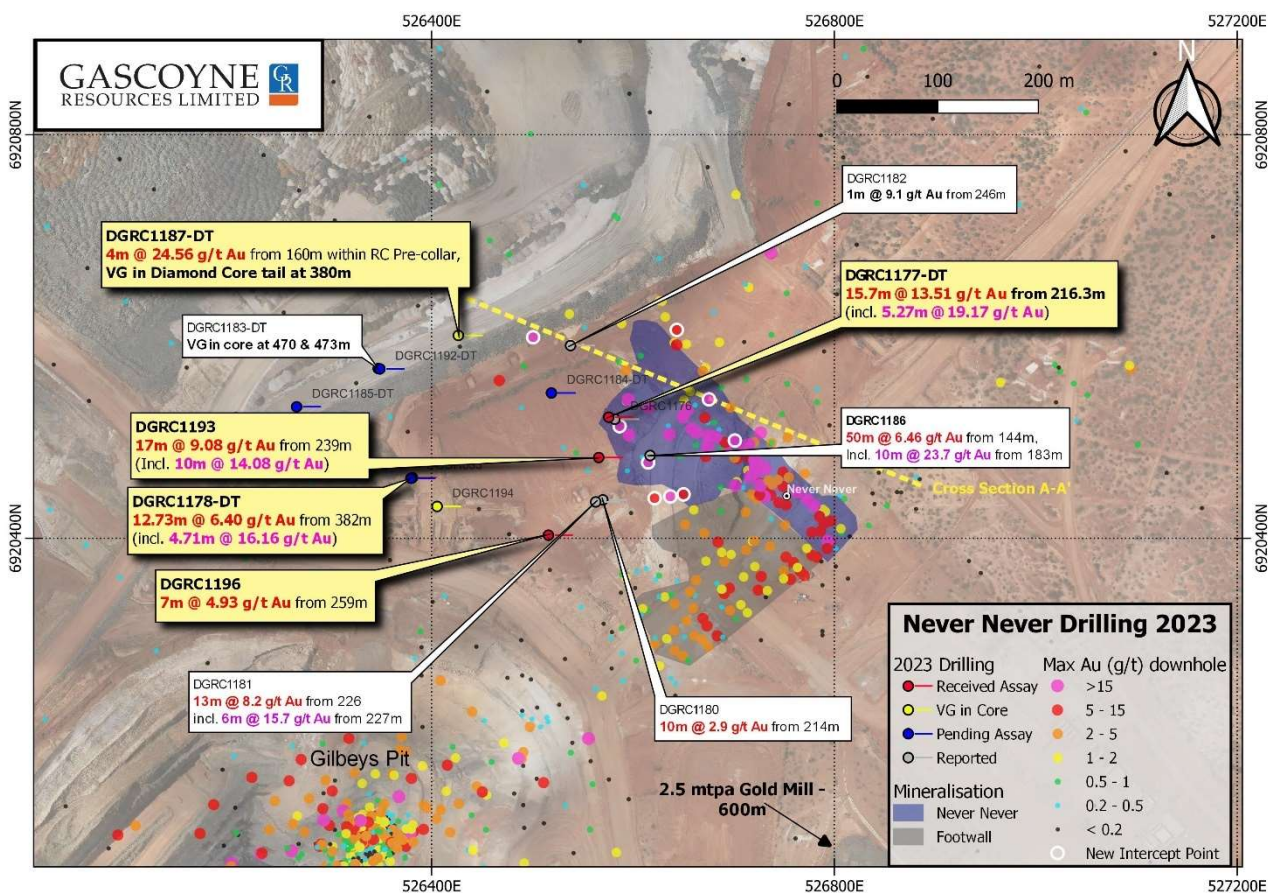 526400E
526800E
527200E
GASCOYNE
RESOURCES LIMITED
GR
N
0
100
200 m
6920800N
6920800N
DGRC1182
1m @ 9.1 g/t Au from 246m
DGRC1187-DT
4m @ 24.56 g/t Au from 160m within RC Pre-collar,
VG in Diamond Core tail at 380m
DGRC1177-DT
15.7m @ 13.51 g/t Au from 216.3m
(incl. 5.27m @ 19.17 g/t Au)
DGRC1183-DT
VG in core at 470 & 473m
DGRC1192-DT
DGRC1185-DT
DGRC1184-DT
DGRC1176
DGRC1193
17m @ 9.08 g/t Au from 239m
(Incl. 10m @ 14.08 g/t Au)
DGRC1186
50m @ 6.46 g/t Au from 144m,
Incl. 10m @ 23.7 g/t Au from 183m
DGRC1178-DT
12.73m @ 6.40 g/t Au from 382m
(incl. 4.71m @ 16.16 g/t Au)
DGRC1194
Never Never
Cross Section A-A'
6920400N
6920400N
DGRC1196
7m @ 4.93 g/t Au from 259m
DGRC1181
13m @ 8.2 g/t Au from 226
incl. 6m @ 15.7 g/t Au from 227m
DGRC1180
10m @ 2.9 g/t Au from 214m
Gilbeys Pit
2.5 mtpa Gold Mill -
600m
Never Never Drilling 2023
2023 Drilling
Received Assay
VG in Core
Pending Assay
Reported
Mineralisation
Never Never
Footwall
Max Au (g/t) downhole
>15
5 - 15
2 - 5
1 - 2
0.5 - 1
0.2 - 0.5
< 0.2
New Intercept Point
526400E
526800E
527200E